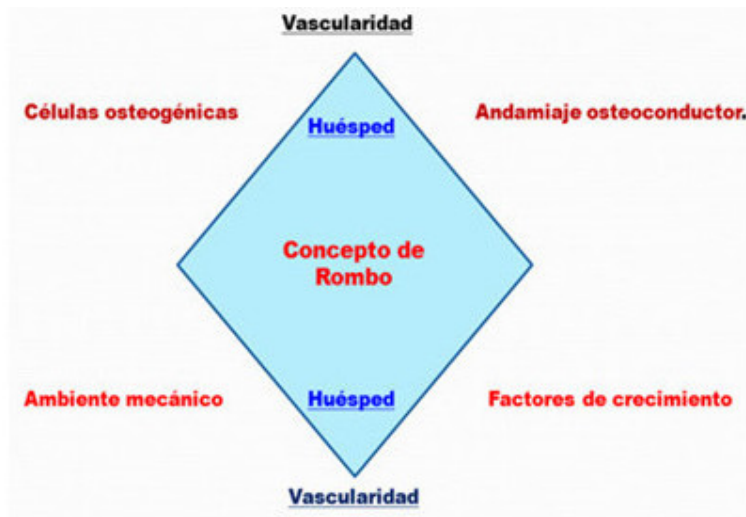 Vascularidad
Células osteogénicas
Andamiaje osteoconductor.
Huésped
Concepto de
Rombo
Ambiente mecánico
Huésped
Factores de crecimiento
Vascularidad